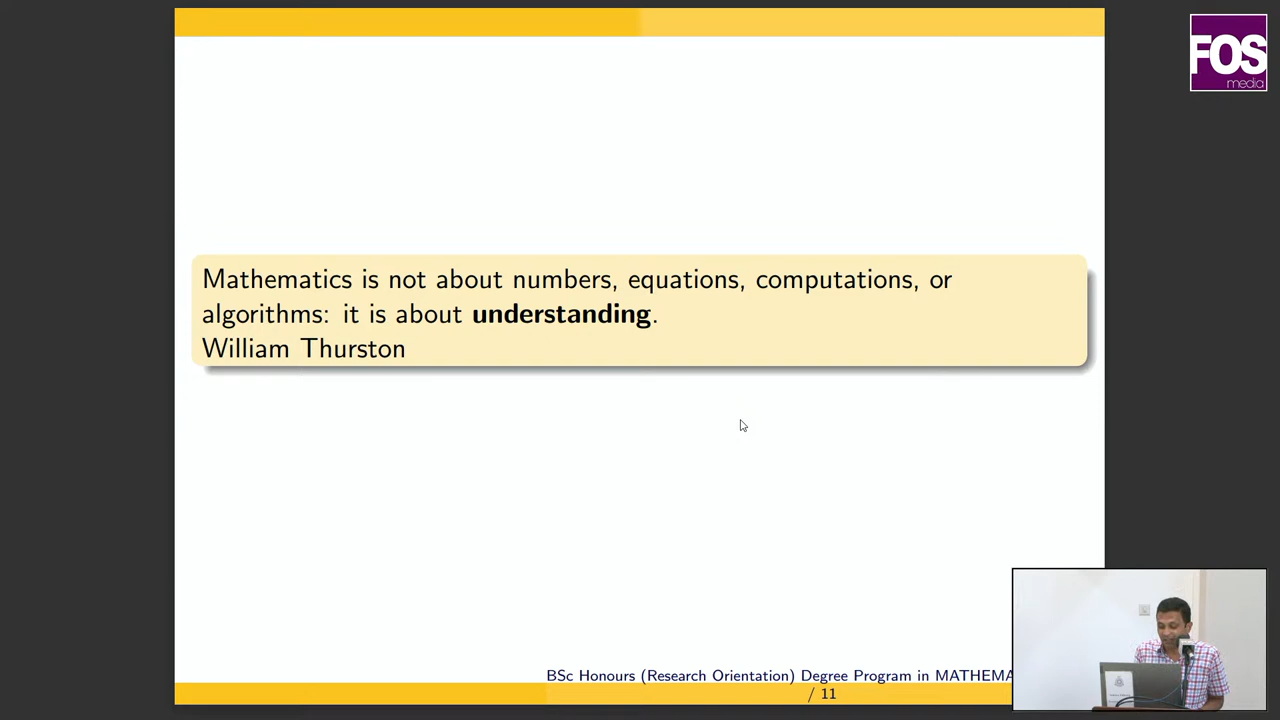 FOS
media
Mathematics is not about numbers, equations, computations, or
algorithms: it is about understanding.
William Thurston
BSc Honours (Research Orientation) Degree Program in MATHEMA
/ 11